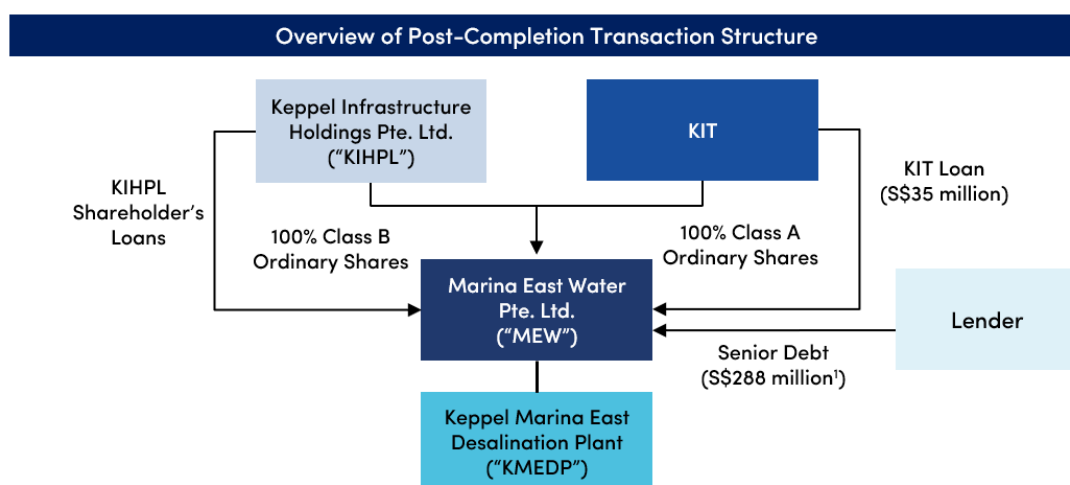 Overview of Post-Completion Transaction Structure
Keppel Infrastructure
Holdings Pte. Ltd.
(“KIHPL”)
KIT
KIHPL
Shareholder’s
Loans
KIT Loan
(S$35 million)
100% Class B
Ordinary Shares
100% Class A
Ordinary Shares
Marina East Water
Pte. Ltd.
(“MEW”)
Lender
Senior Debt
(S$288 million¹)
Keppel Marina East
Desalination Plant
(“KMEDP”)